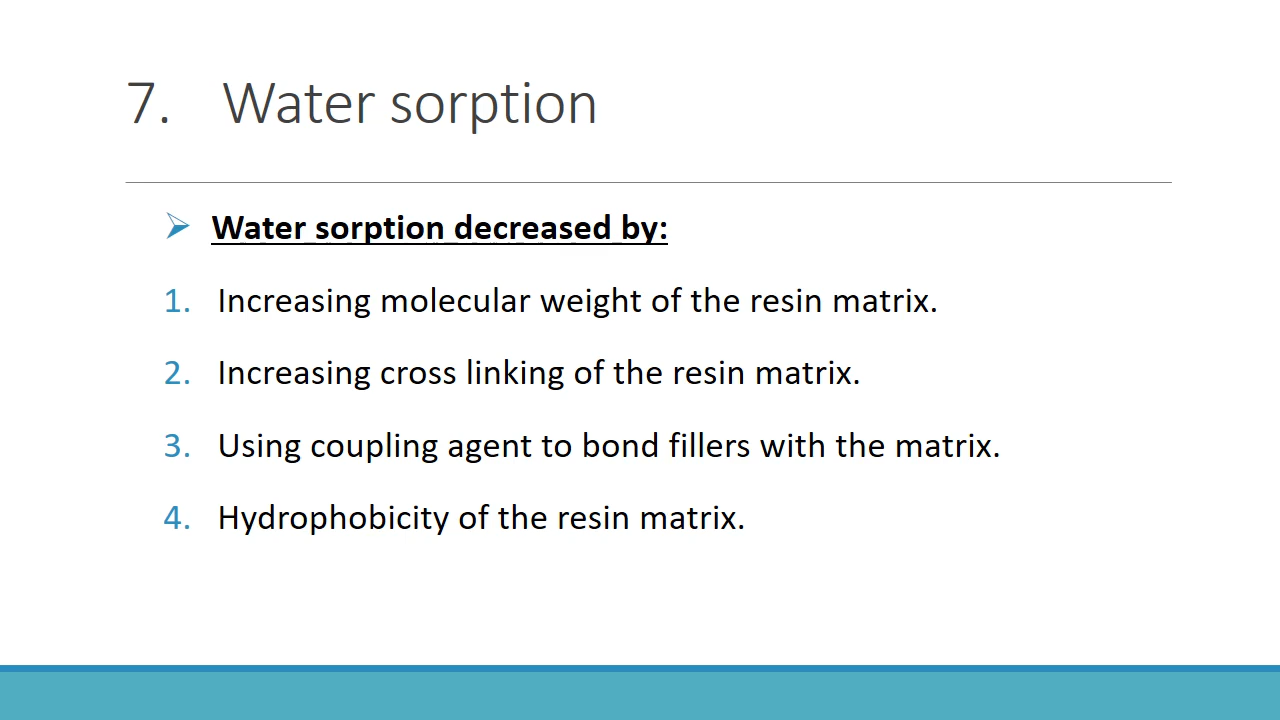 7. Water sorption
➢ Water sorption decreased by:
1. Increasing molecular weight of the resin matrix.
2. Increasing cross linking of the resin matrix.
3. Using coupling agent to bond fillers with the matrix.
4. Hydrophobicity of the resin matrix.